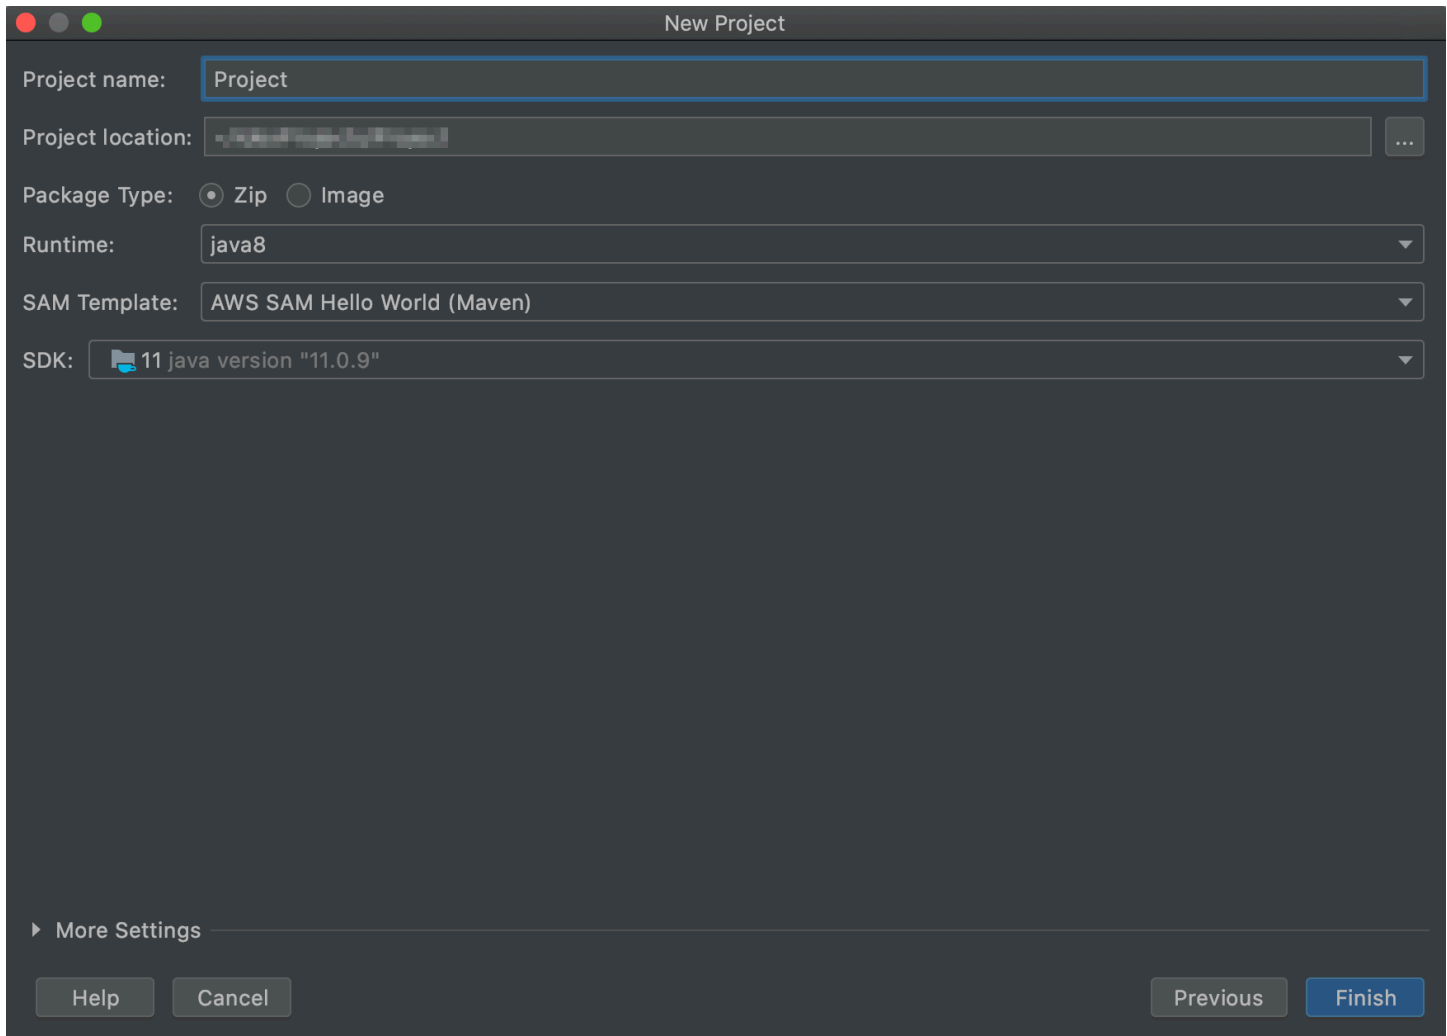 New Project
Project name: Project
Project location: ...
Package Type: Zip Image
Runtime: java8
SAM Template: AWS SAM Hello World (Maven)
SDK: 11 java version "11.0.9"
More Settings
Help Cancel Previous Finish